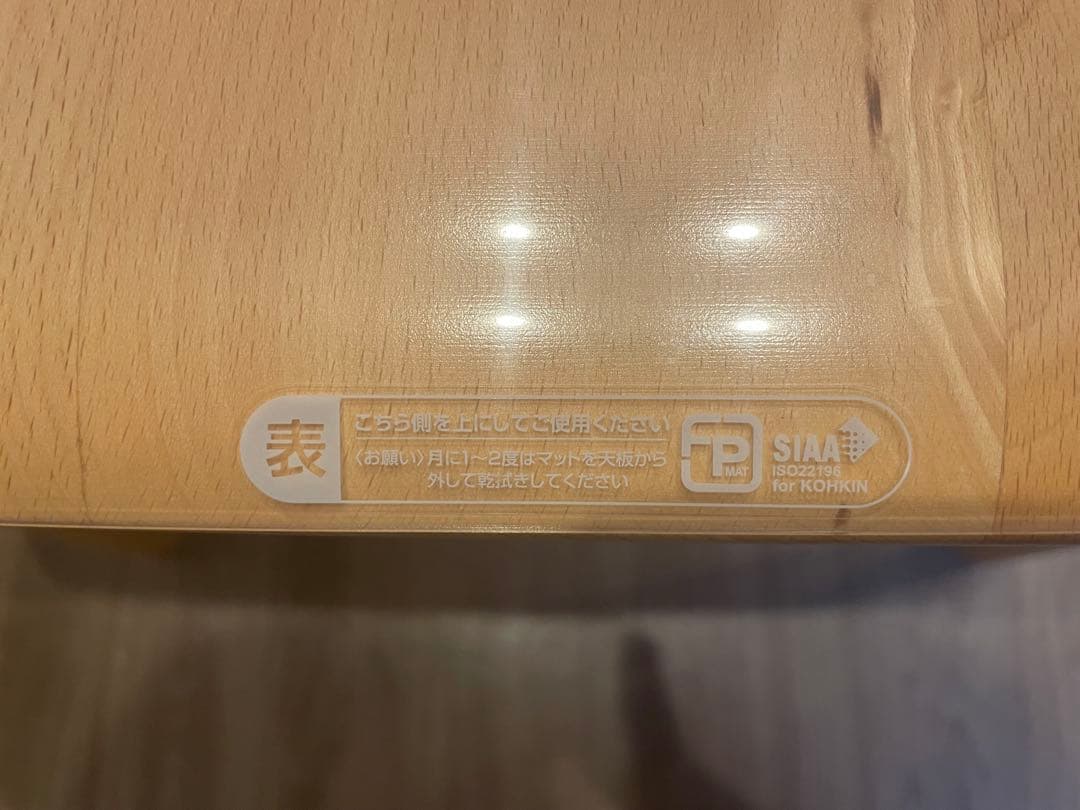 表
こちら側を上にしてご使用ください
〈お願い〉月に1〜2度はマットを天板から
外して乾拭きしてください
PMAT
SIAA
ISO22196
for KOHKIN